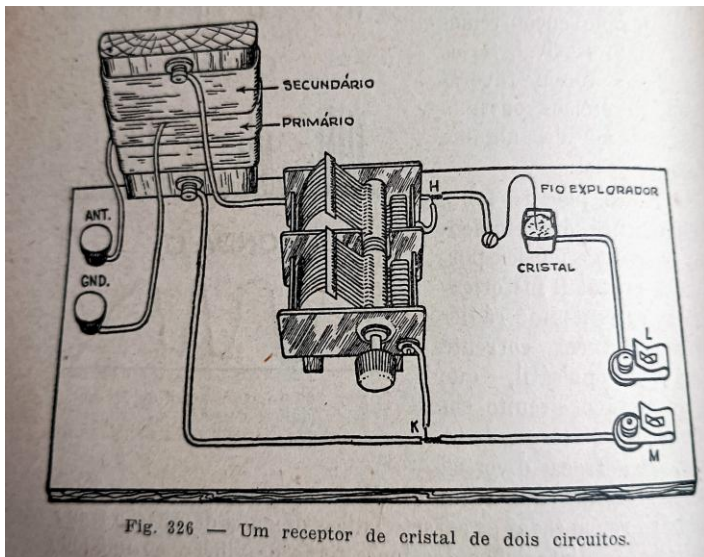 SECUNDÁRIO
PRIMÁRIO
ANT.
GND.
H
FIO EXPLORADOR
CRISTAL
L
K
M
Fig. 326 — Um receptor de cristal de dois circuitos.